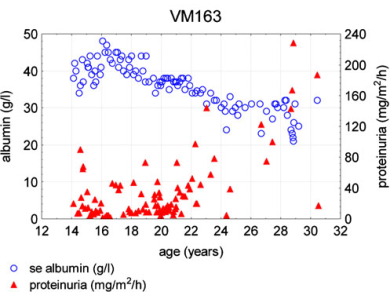 VM163
50
40
30
20
10
0
albumin (g/l)
240
200
160
120
80
40
0
proteinuria (mg/m²/h)
12 14 16 18 20 22 24 26 28 30 32
age (years)
se albumin (g/l)
proteinuria (mg/m²/h)